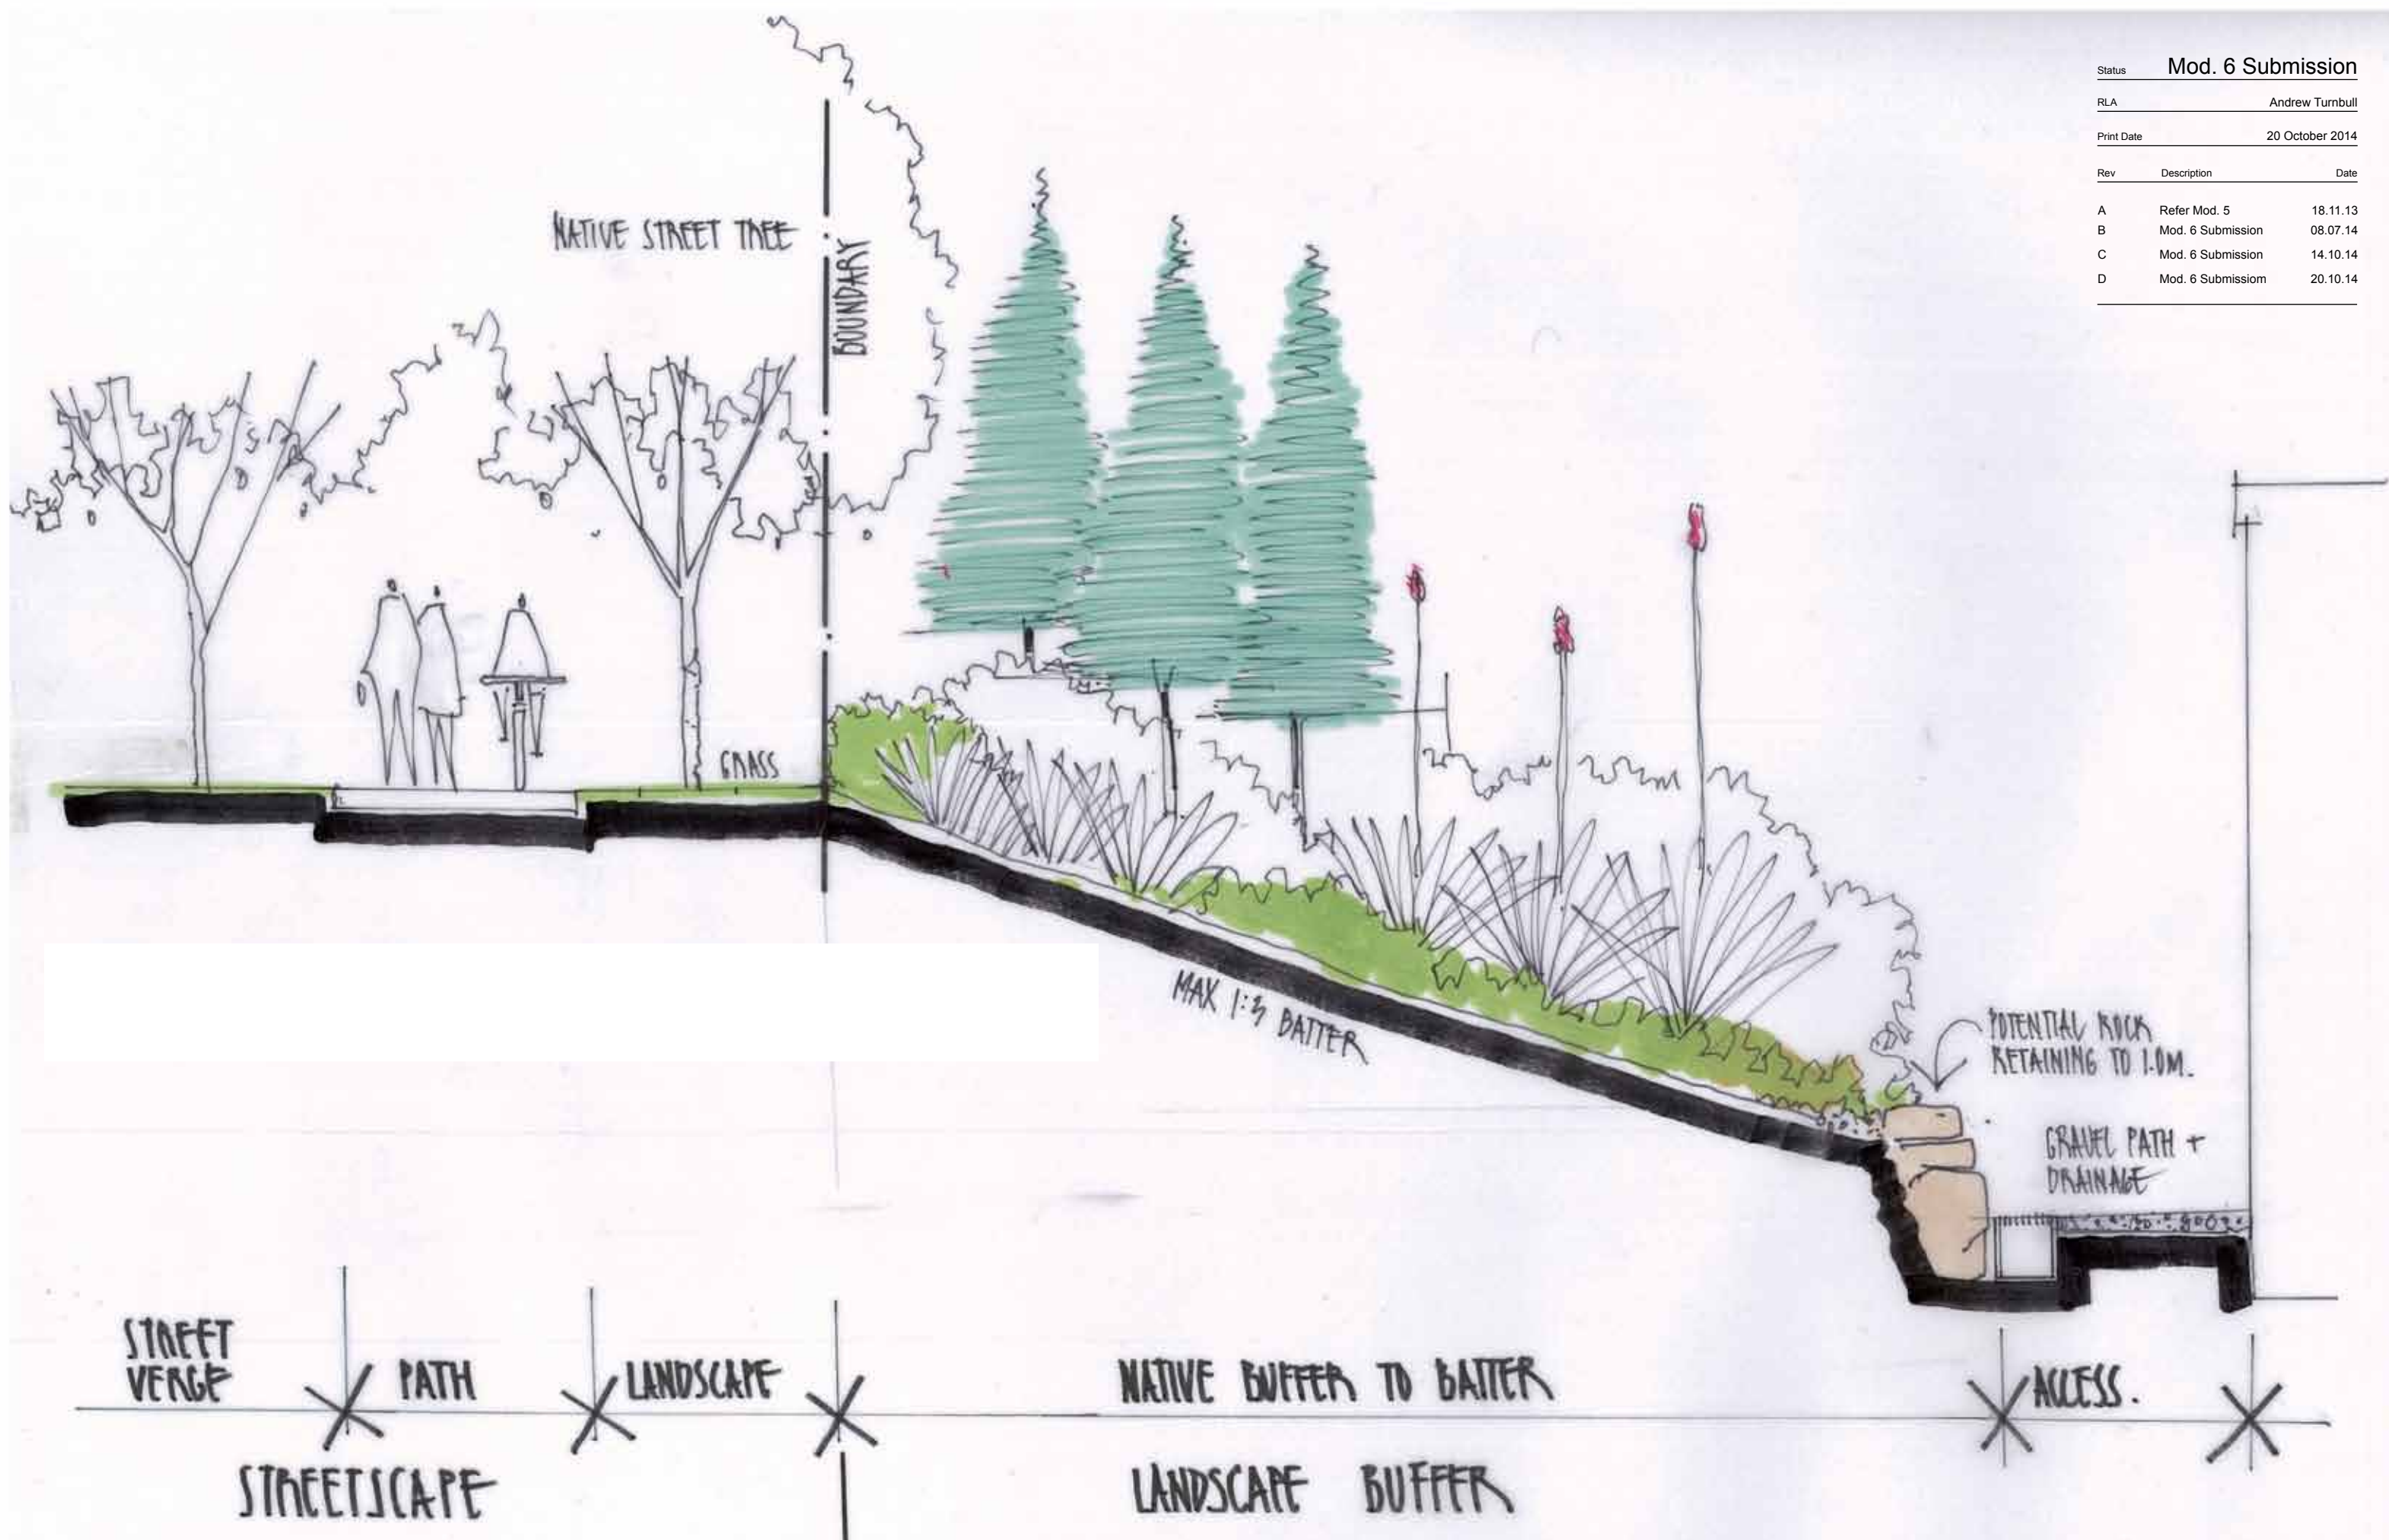 Status Mod. 6 Submission
RLA Andrew Turnbull
Print Date 20 October 2014
Rev Description Date
A Refer Mod. 5 18.11.13
B Mod. 6 Submission 08.07.14
C Mod. 6 Submission 14.10.14
D Mod. 6 Submissiom 20.10.14
NATIVE STREET TREE
BOUNDARY
GRASS
MAX 1:3 BATTER
POTENTIAL ROCK
RETAINING TO 1.0M.
GRAVEL PATH +
DRAINAGE
STREET
VERGE
PATH
LANDSCAPE
NATIVE BUFFER TO BATTER
ACCESS.
STREETSCAPE
LANDSCAPE BUFFER